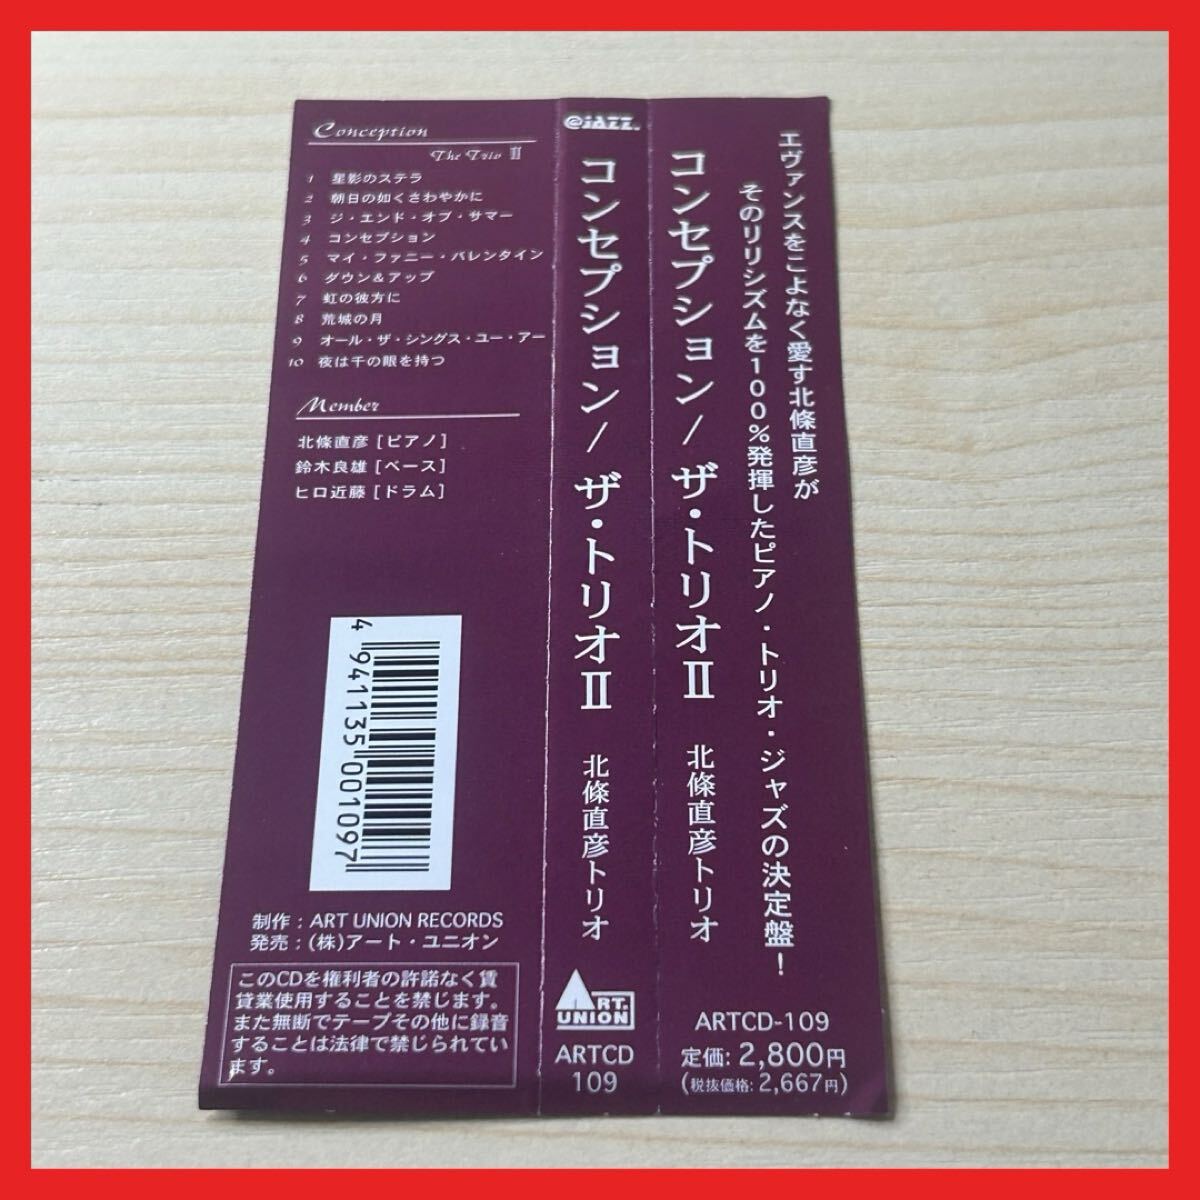 Conception
The Trio II
1 星影のステラ
2 朝日の如くさわやかに
3 ジ・エンド・オブ・サマー
4 コンセプション
5 マイ・ファニー・バレンタイン
6 ダウン&アップ
7 虹の彼方に
8 荒城の月
9 オール・ザ・シングス・ユー・アー
10 夜は千の眼を持つ
Member
北條直彦[ピアノ]
鈴木良雄[ベース]
ヒロ近藤[ドラム]
4941135001097
制作:ART UNION RECORDS
発売:(株)アート・ユニオン
このCDを権利者の許諾なく賃
貸業使用することを禁じます。
また無断でテープその他に録音
することは法律で禁じられてい
ます。
@JAZZ.
コンセプション/ザ・トリオII 北條直彦トリオ
ART.
UNION
ARTCD
109
コンセプション/ザ・トリオII 北條直彦トリオ
エヴァンスをこよなく愛す北條直彦が
そのリリシズムを100%発揮したピアノ・トリオ・ジャズの決定盤!
ARTCD-109
定価:2,800円
(税抜価格:2,667円)